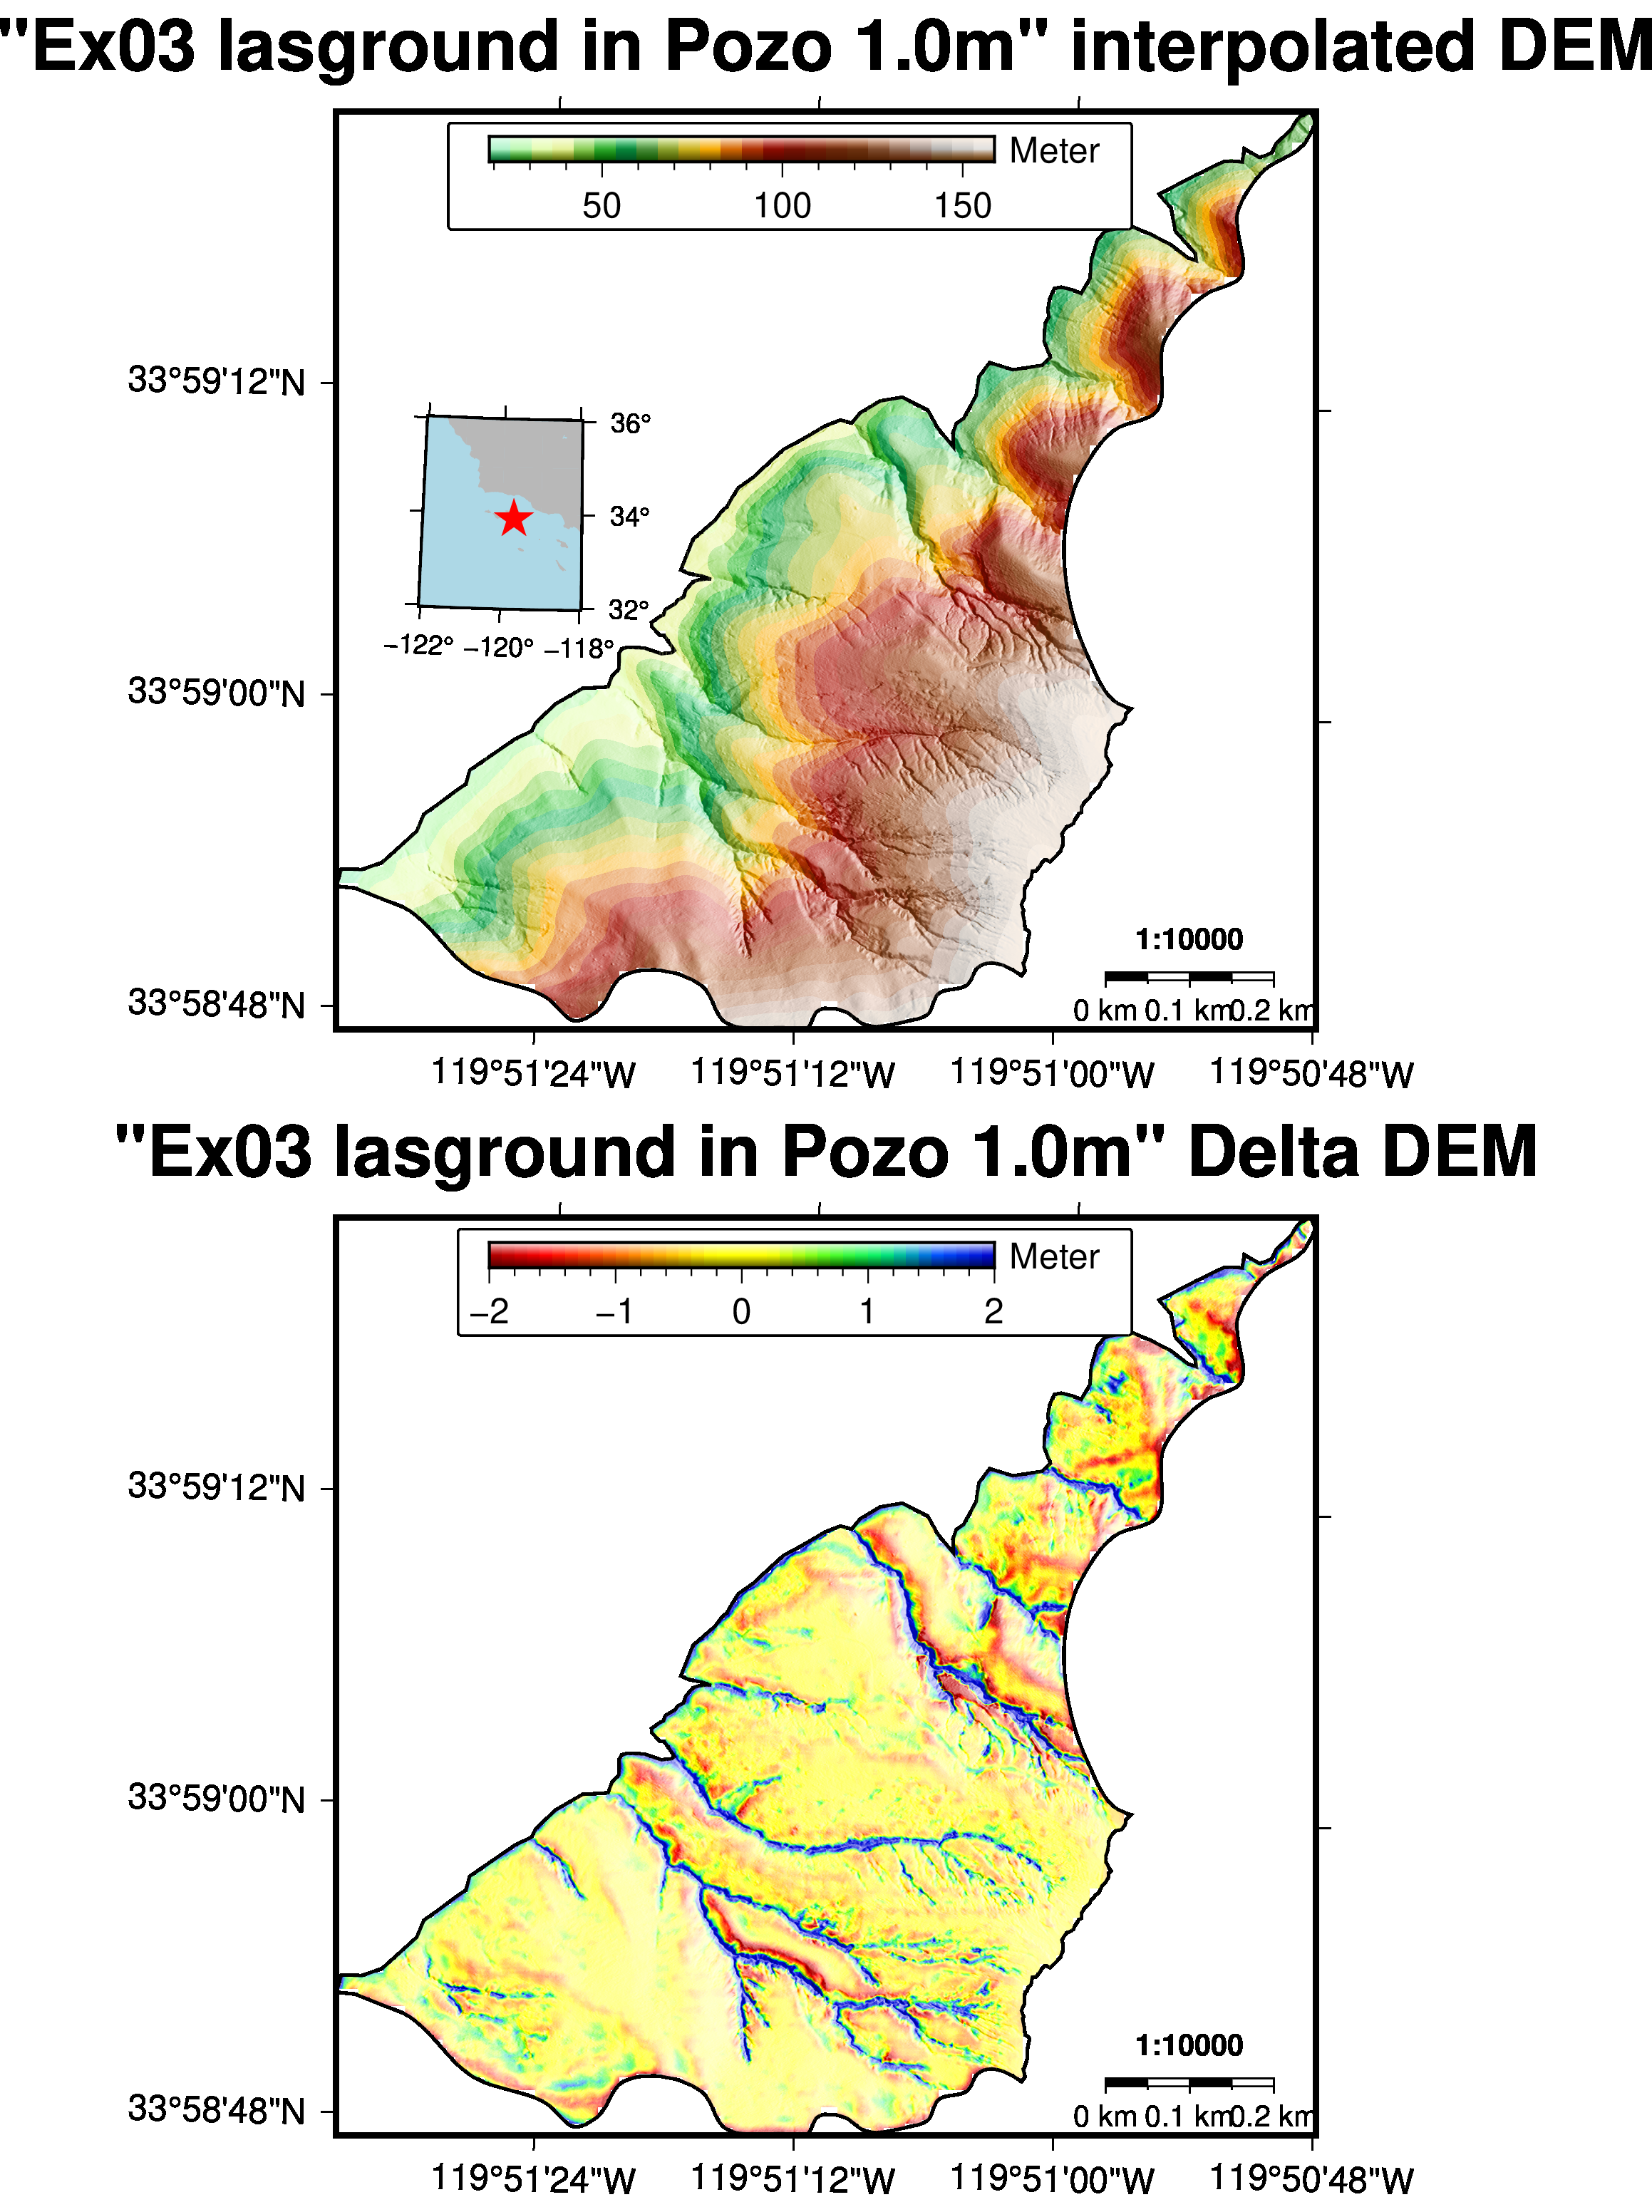 "Ex03 lasground in Pozo 1.0m" interpolated DEM
Meter
50 100 150
33°59'12"N
36°
34°
32°
−122° −120° −118°
33°59'00"N
1:10000
0 km 0.1 km 0.2 km
33°58'48"N
119°51'24"W 119°51'12"W 119°51'00"W 119°50'48"W
"Ex03 lasground in Pozo 1.0m" Delta DEM
Meter
−2 −1 0 1 2
33°59'12"N
33°59'00"N
1:10000
0 km 0.1 km 0.2 km
33°58'48"N
119°51'24"W 119°51'12"W 119°51'00"W 119°50'48"W